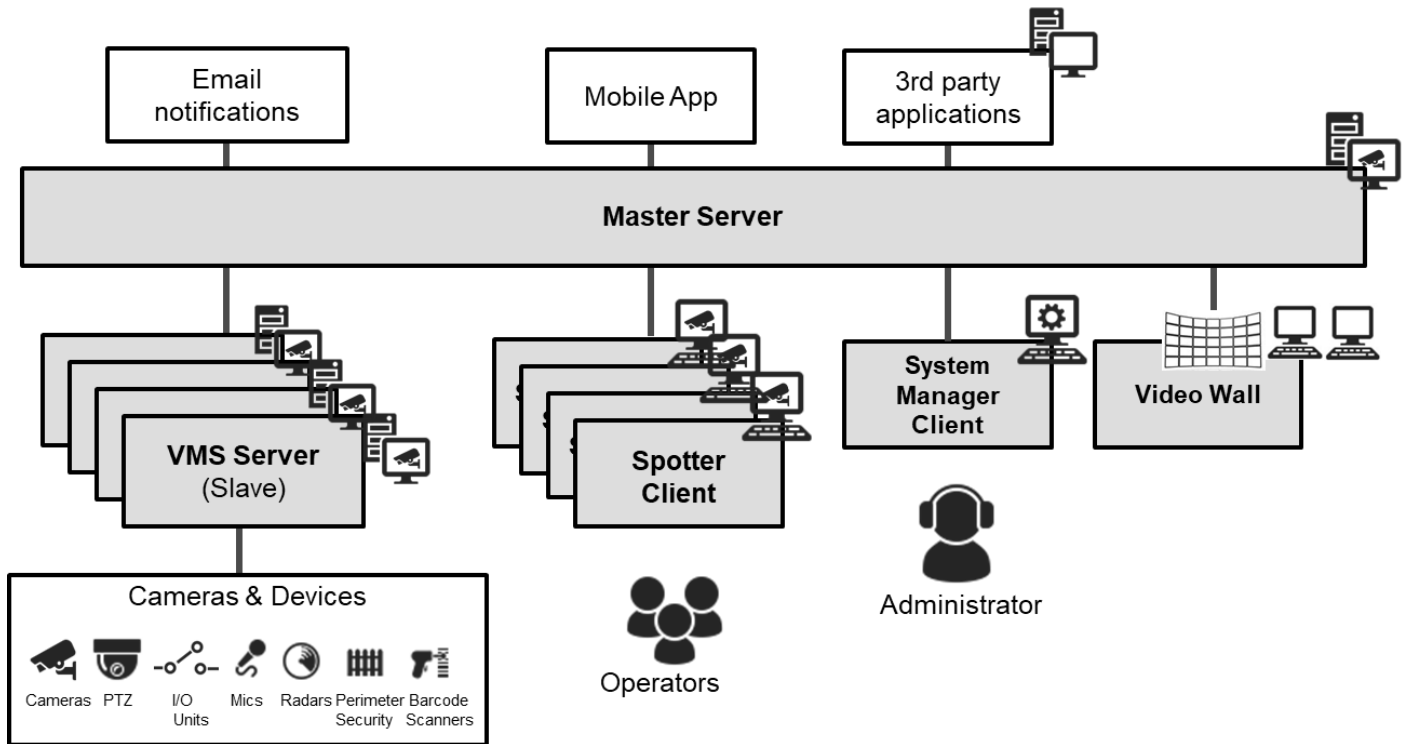 Email
notifications
Mobile App
3rd party
applications
Master Server
VMS Server
(Slave)
S
S
S
Spotter
Client
System
Manager
Client
Video Wall
Cameras & Devices
Cameras PTZ I/O Units Mics Radars Perimeter Security Barcode Scanners
Operators
Administrator